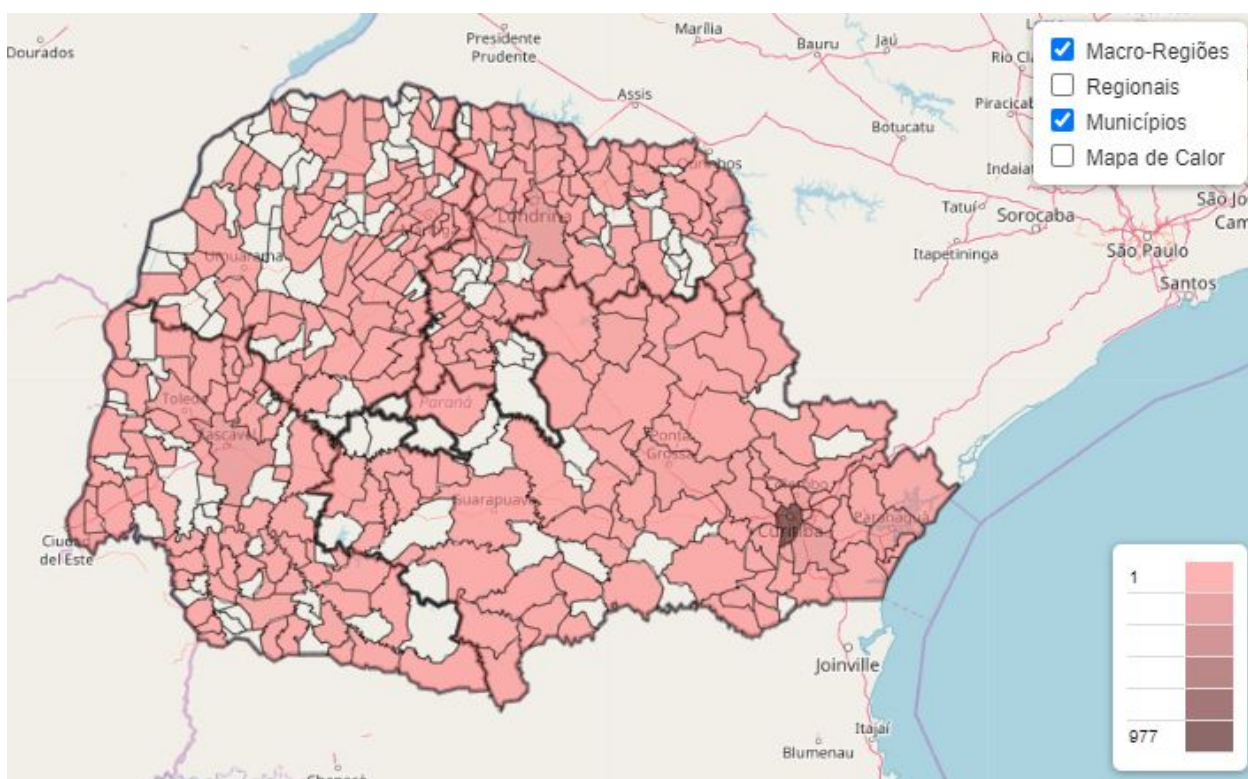 Dourados
Presidente
Prudente
Marília
Bauru
Jaú
Assis
Botucatu
Ourinhos
Tatuí
Sorocaba
Itapetininga
São Paulo
Santos
Macro-Regiões
Regionais
Municípios
Mapa de Calor
Londrina
Umuarama
Toledo
Cascavel
Paraná
Ponta
Grossa
Guarapuava
Colombo
Curitiba
Paranaguá
Ciudad
del Este
Joinville
Itajaí
Blumenau
1
977